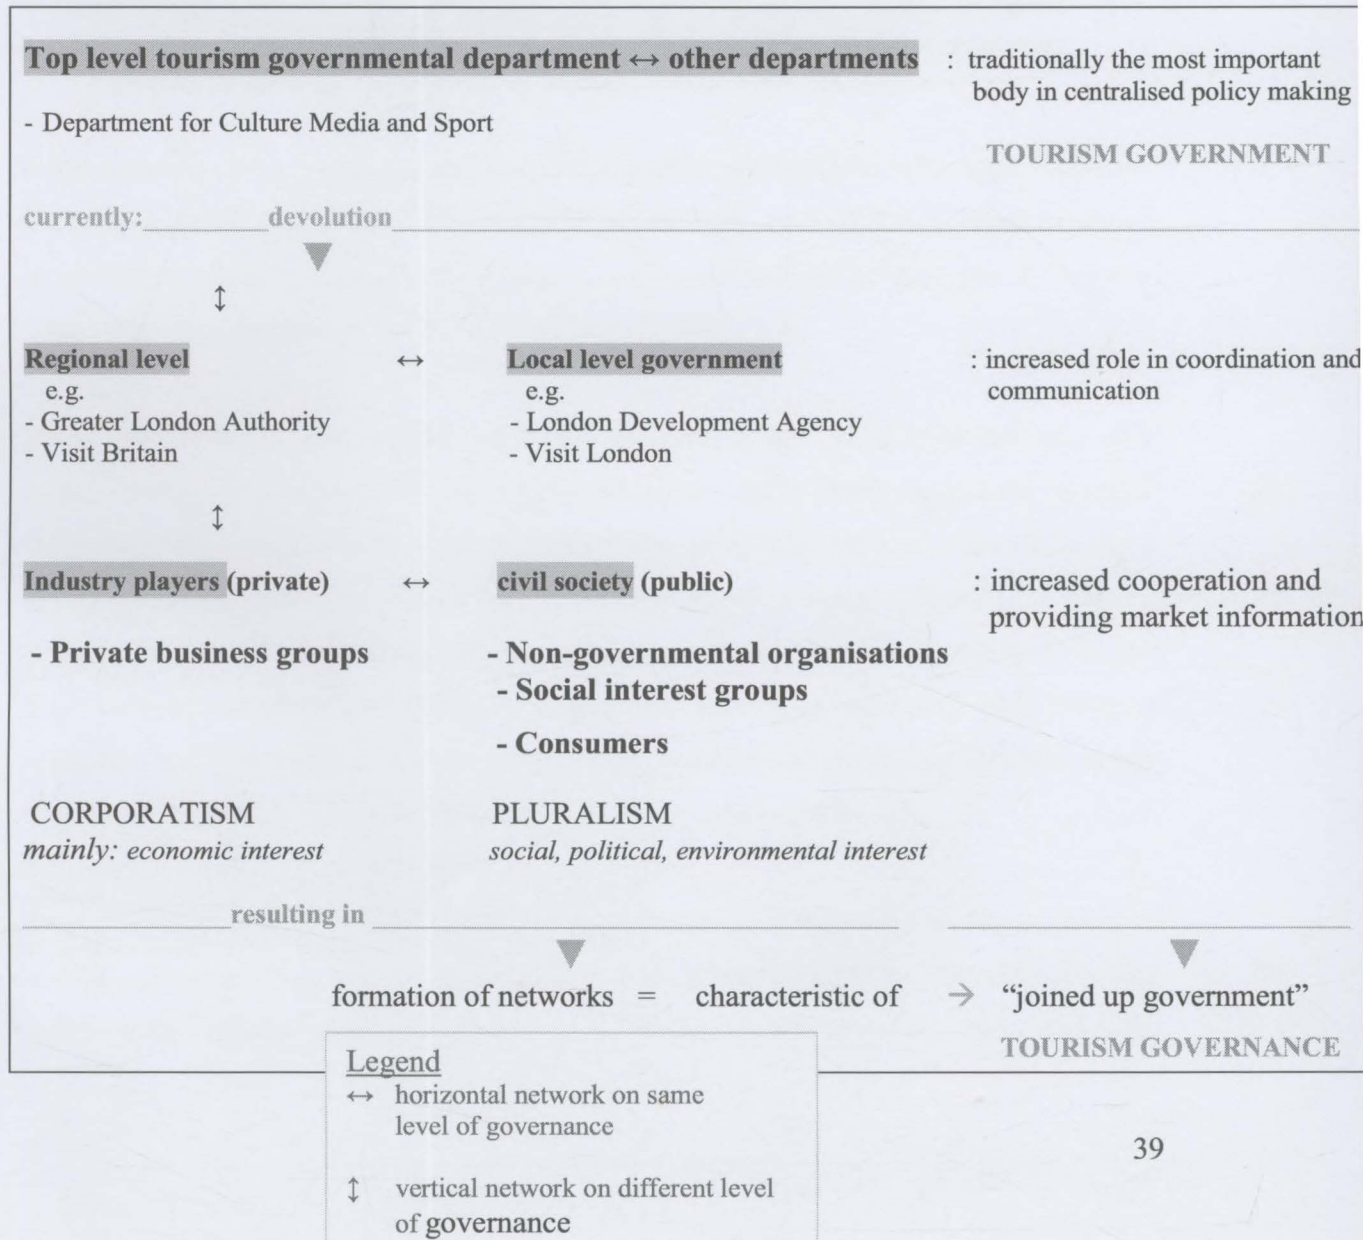 Top level tourism governmental department ↔ other departments : traditionally the most important
body in centralised policy making
- Department for Culture Media and Sport
TOURISM GOVERNMENT
currently:_______devolution_______
↕
Regional level ↔ Local level government : increased role in coordination and
e.g. e.g. communication
- Greater London Authority - London Development Agency
- Visit Britain - Visit London
↕
Industry players (private) ↔ civil society (public) : increased cooperation and
providing market information
- Private business groups - Non-governmental organisations
- Social interest groups
- Consumers
CORPORATISM PLURALISM
mainly: economic interest social, political, environmental interest
_______resulting in _______
formation of networks = characteristic of → “joined up government”
TOURISM GOVERNANCE
Legend
↔ horizontal network on same
level of governance
39
↕ vertical network on different level
of governance